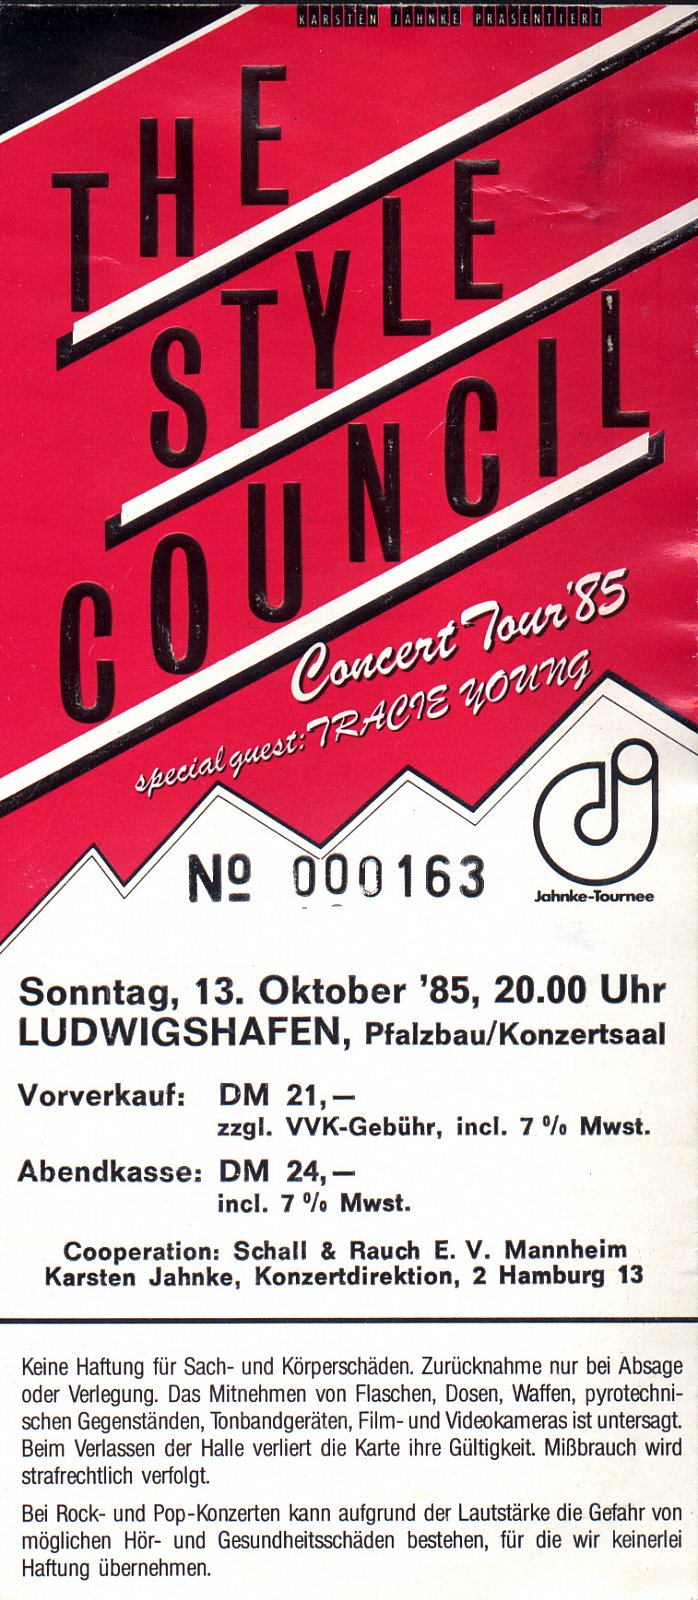 KARSTEN JAHNKE PRÄSENTIERT
THE
STYLE
COUNCIL
Concert Tour '85
special guest: TRACIE YOUNG
Nº 000163
Jahnke-Tournee
Sonntag, 13. Oktober '85, 20.00 Uhr
LUDWIGSHAFEN, Pfalzbau/Konzertsaal
Vorverkauf: DM 21,—
zzgl. VVK-Gebühr, incl. 7 % Mwst.
Abendkasse: DM 24,—
incl. 7 % Mwst.
Cooperation: Schall & Rauch E. V. Mannheim
Karsten Jahnke, Konzertdirektion, 2 Hamburg 13
Keine Haftung für Sach- und Körperschäden. Zurücknahme nur bei Absage
oder Verlegung. Das Mitnehmen von Flaschen, Dosen, Waffen, pyrotechni-
schen Gegenständen, Tonbandgeräten, Film- und Videokameras ist untersagt.
Beim Verlassen der Halle verliert die Karte ihre Gültigkeit. Mißbrauch wird
strafrechtlich verfolgt.
Bei Rock- und Pop-Konzerten kann aufgrund der Lautstärke die Gefahr von
möglichen Hör- und Gesundheitsschäden bestehen, für die wir keinerlei
Haftung übernehmen.